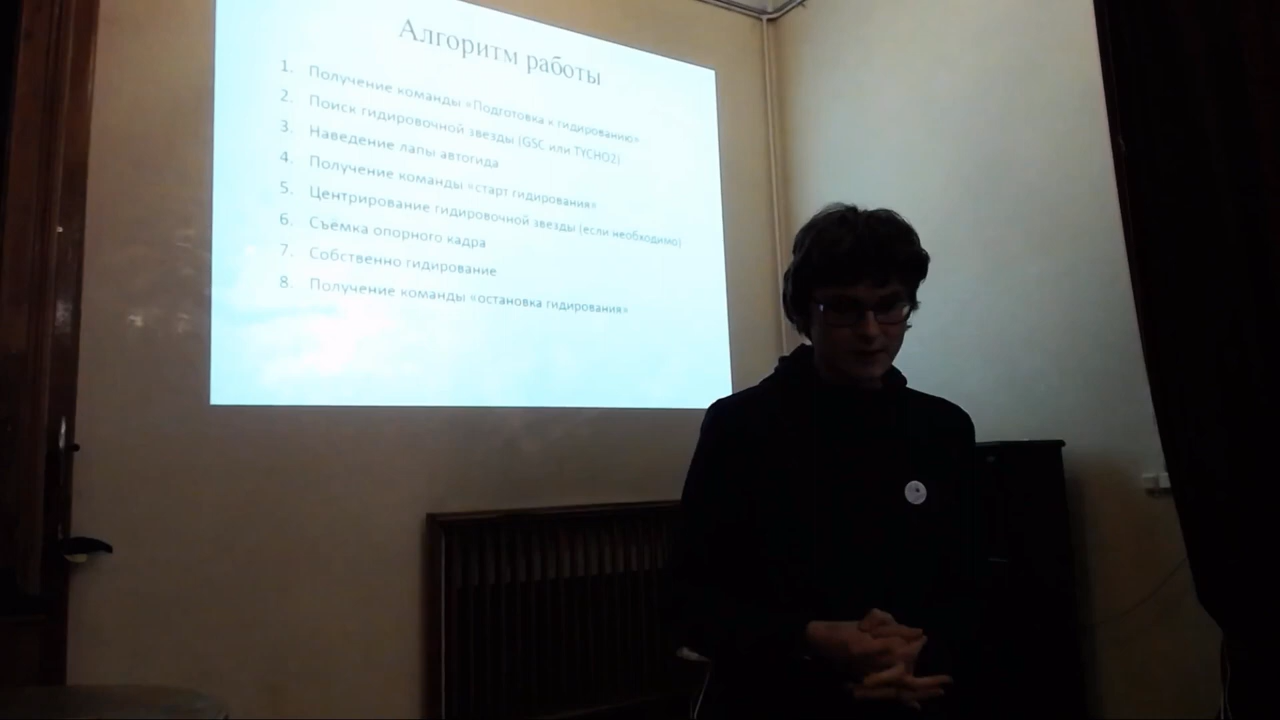 Алгоритм работы
1. Получение команды «Подготовка к гидированию»
2. Поиск гидировочной звезды (GSC или TYCHO2)
3. Наведение лапы автогида
4. Получение команды «старт гидирования»
5. Центрирование гидировочной звезды (если необходимо)
6. Съёмка опорного кадра
7. Собственно гидирование
8. Получение команды «остановка гидирования»